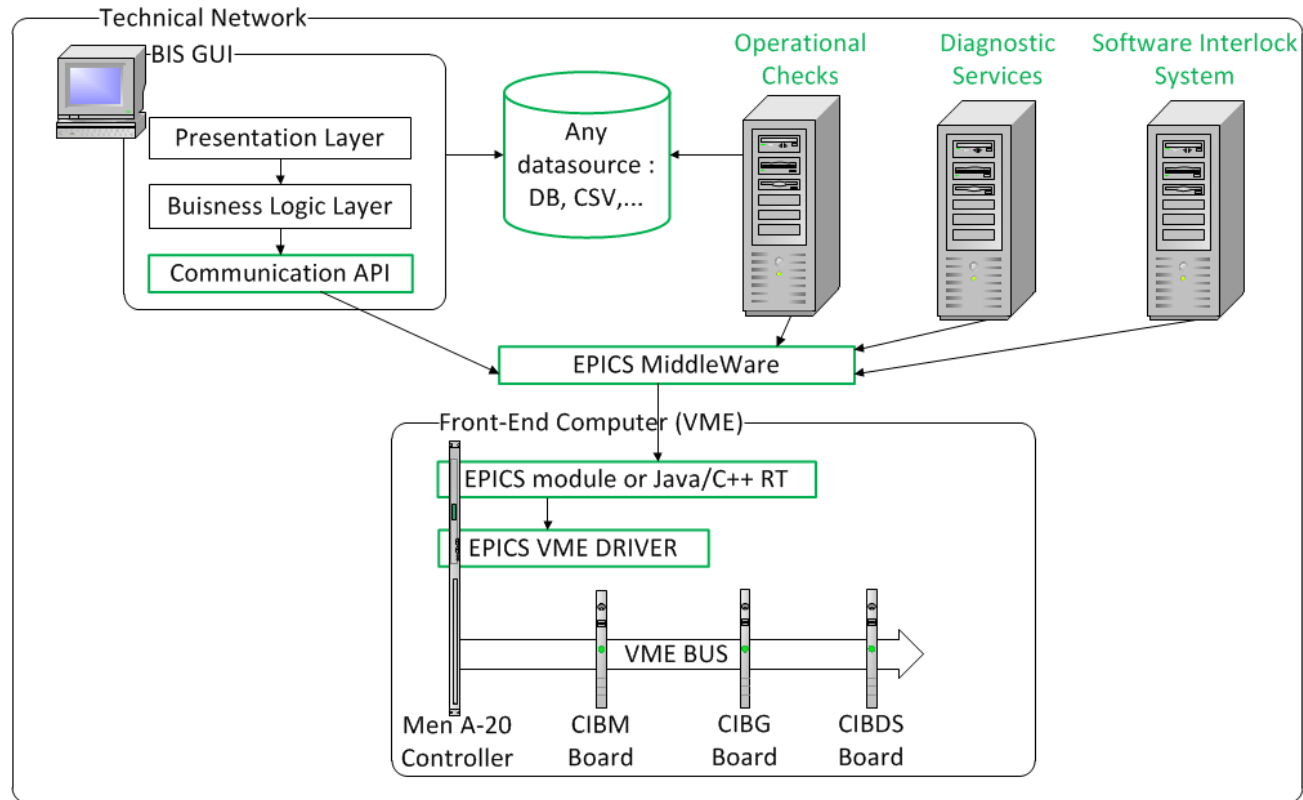 Technical Network
BIS GUI
Presentation Layer
Buisness Logic Layer
Communication API
Any
datasource :
DB, CSV,...
Operational
Checks
Diagnostic
Services
Software Interlock
System
EPICS MiddleWare
Front-End Computer (VME)
EPICS module or Java/C++ RT
EPICS VME DRIVER
VME BUS
Men A-20
Controller
CIBM
Board
CIBG
Board
CIBDS
Board